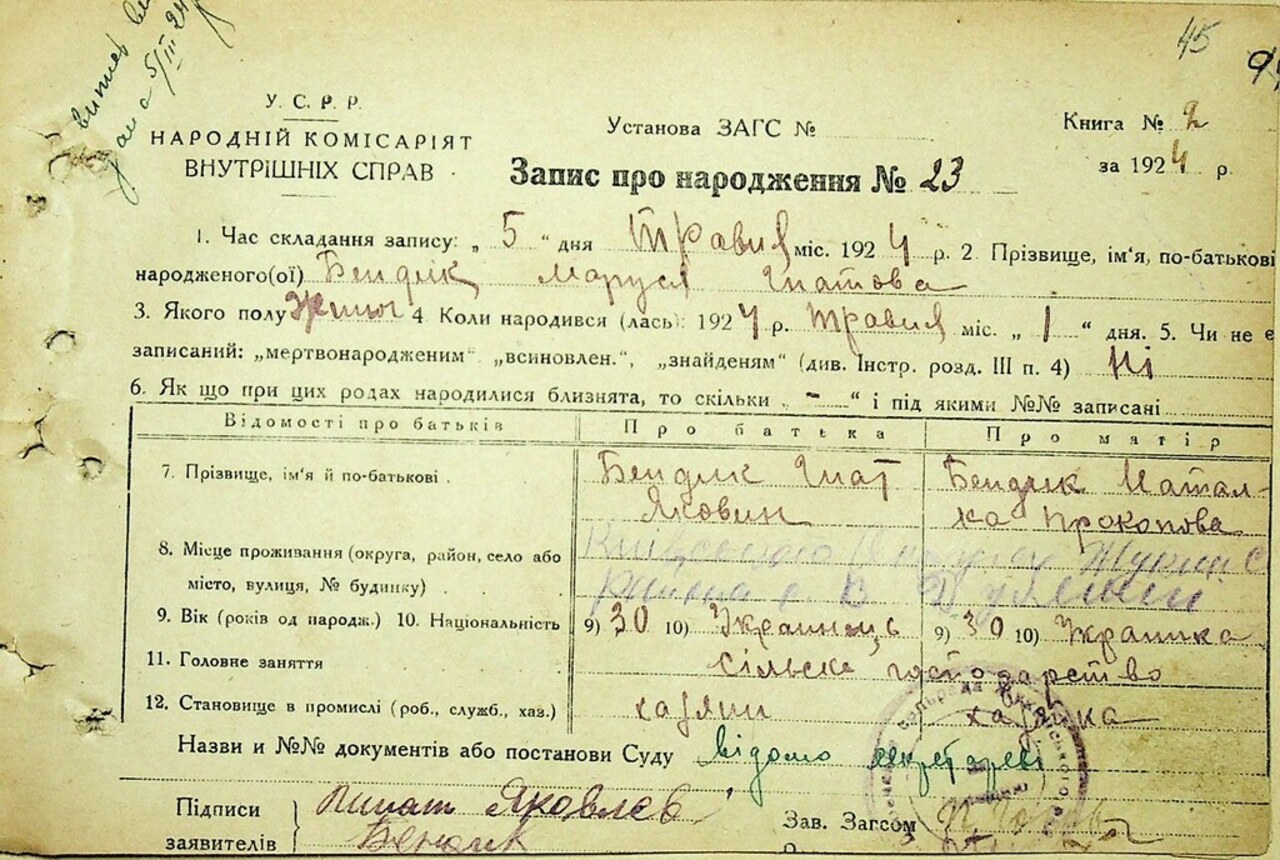 45
У. С. Р. Р.
НАРОДНІЙ КОМІСАРІЯТ
ВНУТРІШНІХ СПРАВ
Установа ЗАГС №
Книга № 2
за 1924 р.
Запис про народження № 23
1. Час складання запису: „ 5 “ дня Травня міс. 1924 р. 2. Прізвище, ім'я, по-батькові
народженого(ої) Бендик Маруся Гнатова
3. Якого полу жіноч 4 Коли народився (лась): 1924 р. Травня міс. „ 1 “ дня. 5. Чи не є
записаний: „мертвонародженим“ „всиновлен.“, „знайденям“ (див. Інстр. розд. III п. 4) Ні
6. Як що при цих родах народилися близнята, то скільки „ - “ і під якими №№ записані
Відомості про батьків Про батька Про матір
7. Прізвище, ім'я й по-батькові Бендик Гнат Бендик Натал-
Яковин ка Прокопова
8. Місце проживання (округа, район, село або
місто, вулиця, № будинку)
9. Вік (років од народж.) 10. Національність 9) 30 10) Українець 9) 30 10) Українка
11. Головне заняття сільске господарство
12. Становище в промислі (роб., служб., хаз.) хазяин хазяйка
Назви и №№ документів або постанови Суду відомо секретареві
Підписи Яковлев
заявителів Бендик
Зав. Загсом